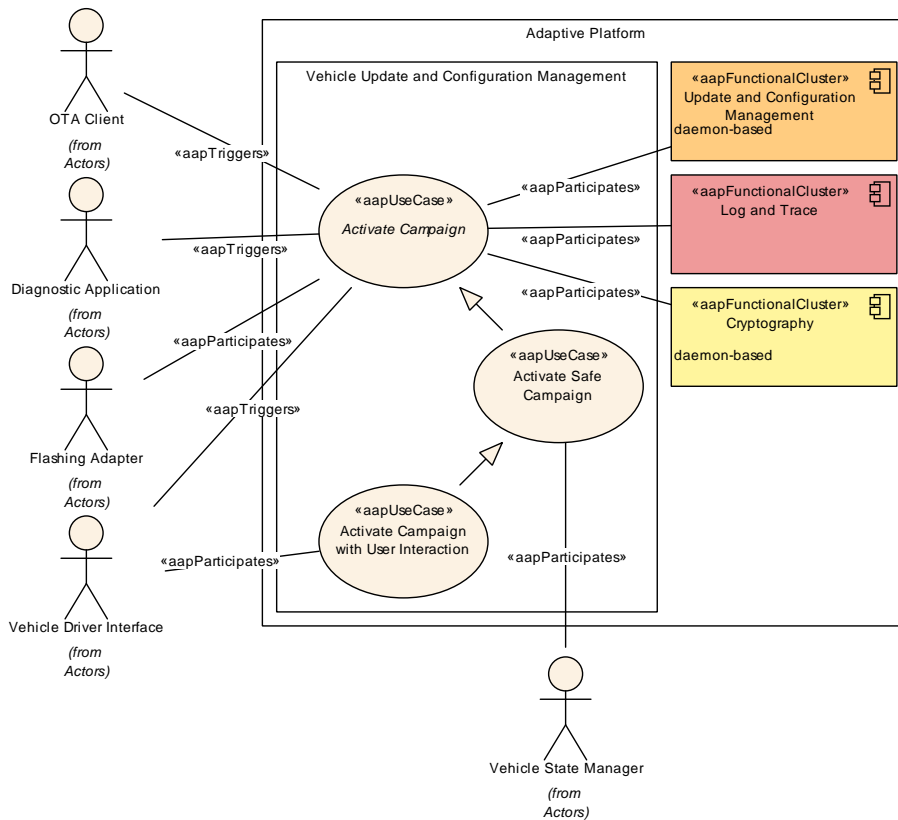 Adaptive Platform
Vehicle Update and Configuration Management
OTA Client
(from
Actors)
«aapTriggers»
Diagnostic Application
(from
Actors)
«aapTriggers»
Flashing Adapter
(from
Actors)
«aapParticipates»
«aapTriggers»
Vehicle Driver Interface
(from
Actors)
«aapParticipates»
«aapUseCase»
Activate Campaign
«aapUseCase»
Activate Safe
Campaign
«aapUseCase»
Activate Campaign
with User Interaction
«aapParticipates»
«aapParticipates»
«aapParticipates»
«aapParticipates»
«aapFunctionalCluster»
Update and Configuration
Management
daemon-based
«aapFunctionalCluster»
Log and Trace
«aapFunctionalCluster»
Cryptography
daemon-based
Vehicle State Manager
(from
Actors)